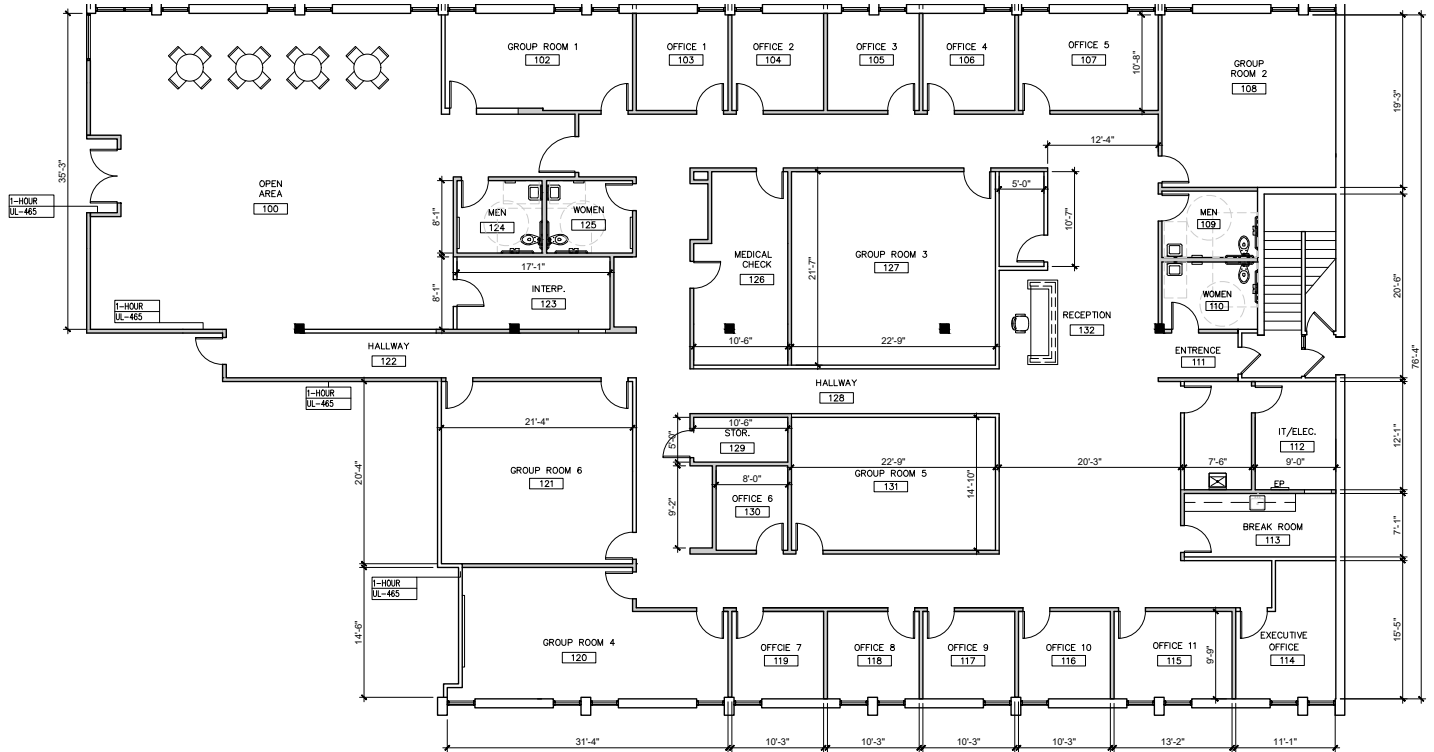 GROUP ROOM 1
102
OFFICE 1
103
OFFICE 2
104
OFFICE 3
105
OFFICE 4
106
OFFICE 5
107
10'-8"
GROUP
ROOM 2
108
19'-3"
35'-3"
12'-4"
1-HOUR
UL-465
OPEN
AREA
100
8'-1"
MEN
124
WOMEN
125
5'-0"
10'-7"
MEN
109
17'-1"
MEDICAL
CHECK
126
21'-7"
GROUP ROOM 3
127
8'-1"
INTERP.
123
WOMEN
110
20'-6"
1-HOUR
UL-465
RECEPTION
132
76'-4"
HALLWAY
122
10'-6"
22'-9"
ENTRENCE
111
1-HOUR
UL-465
HALLWAY
128
21'-4"
10'-6"
5'-0"
STOR.
129
IT/ELEC.
112
12'-1"
20'-4"
GROUP ROOM 6
121
22'-9"
GROUP ROOM 5
131
20'-3"
7'-6"
9'-0"
EP
8'-0"
OFFICE 6
130
9'-2"
14'-10"
BREAK ROOM
113
7'-1"
1-HOUR
UL-465
14'-6"
GROUP ROOM 4
120
OFFCIE 7
119
OFFICE 8
118
OFFICE 9
117
OFFICE 10
116
OFFICE 11
115
9'-9"
EXECUTIVE
OFFICE
114
15'-5"
31'-4"
10'-3"
10'-3"
10'-3"
10'-3"
13'-2"
11'-1"